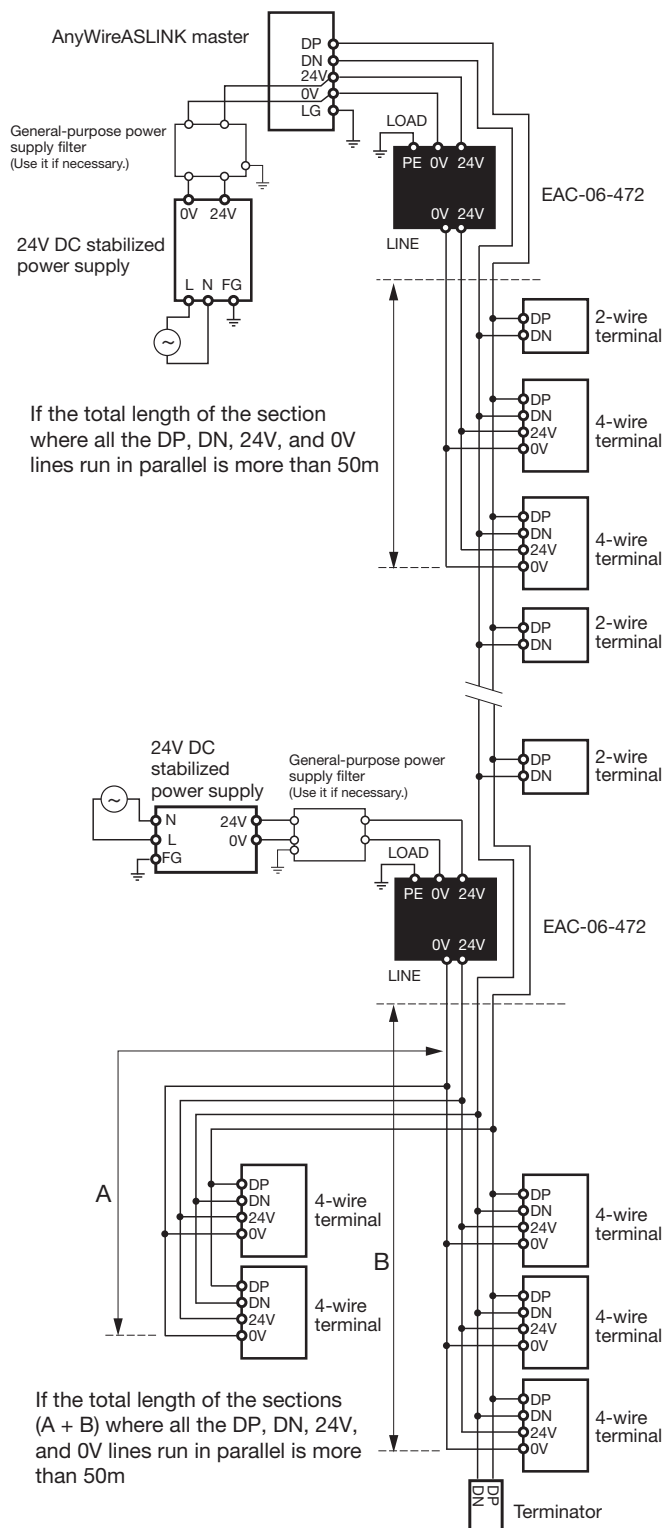 AnyWireASLINK master
DP
DN
24V
0V
LG
General-purpose power
supply filter
(Use it if necessary.)
0V 24V
24V DC stabilized
power supply
L N FG
~
LOAD
PE 0V 24V
0V 24V
LINE
EAC-06-472
DP
DN
2-wire
terminal
If the total length of the section
where all the DP, DN, 24V, and 0V
lines run in parallel is more than 50m
DP
DN
24V
0V
4-wire
terminal
DP
DN
24V
0V
4-wire
terminal
DP
DN
2-wire
terminal
DP
DN
2-wire
terminal
24V DC
stabilized
power supply
~
N
L
FG
24V
0V
General-purpose power
supply filter
(Use it if necessary.)
LOAD
PE 0V 24V
0V 24V
LINE
EAC-06-472
A
DP
DN
24V
0V
4-wire
terminal
DP
DN
24V
0V
4-wire
terminal
B
DP
DN
24V
0V
4-wire
terminal
DP
DN
24V
0V
4-wire
terminal
DP
DN
24V
0V
4-wire
terminal
If the total length of the sections
(A + B) where all the DP, DN, 24V,
and 0V lines run in parallel is more
than 50m
DP
DN
Terminator